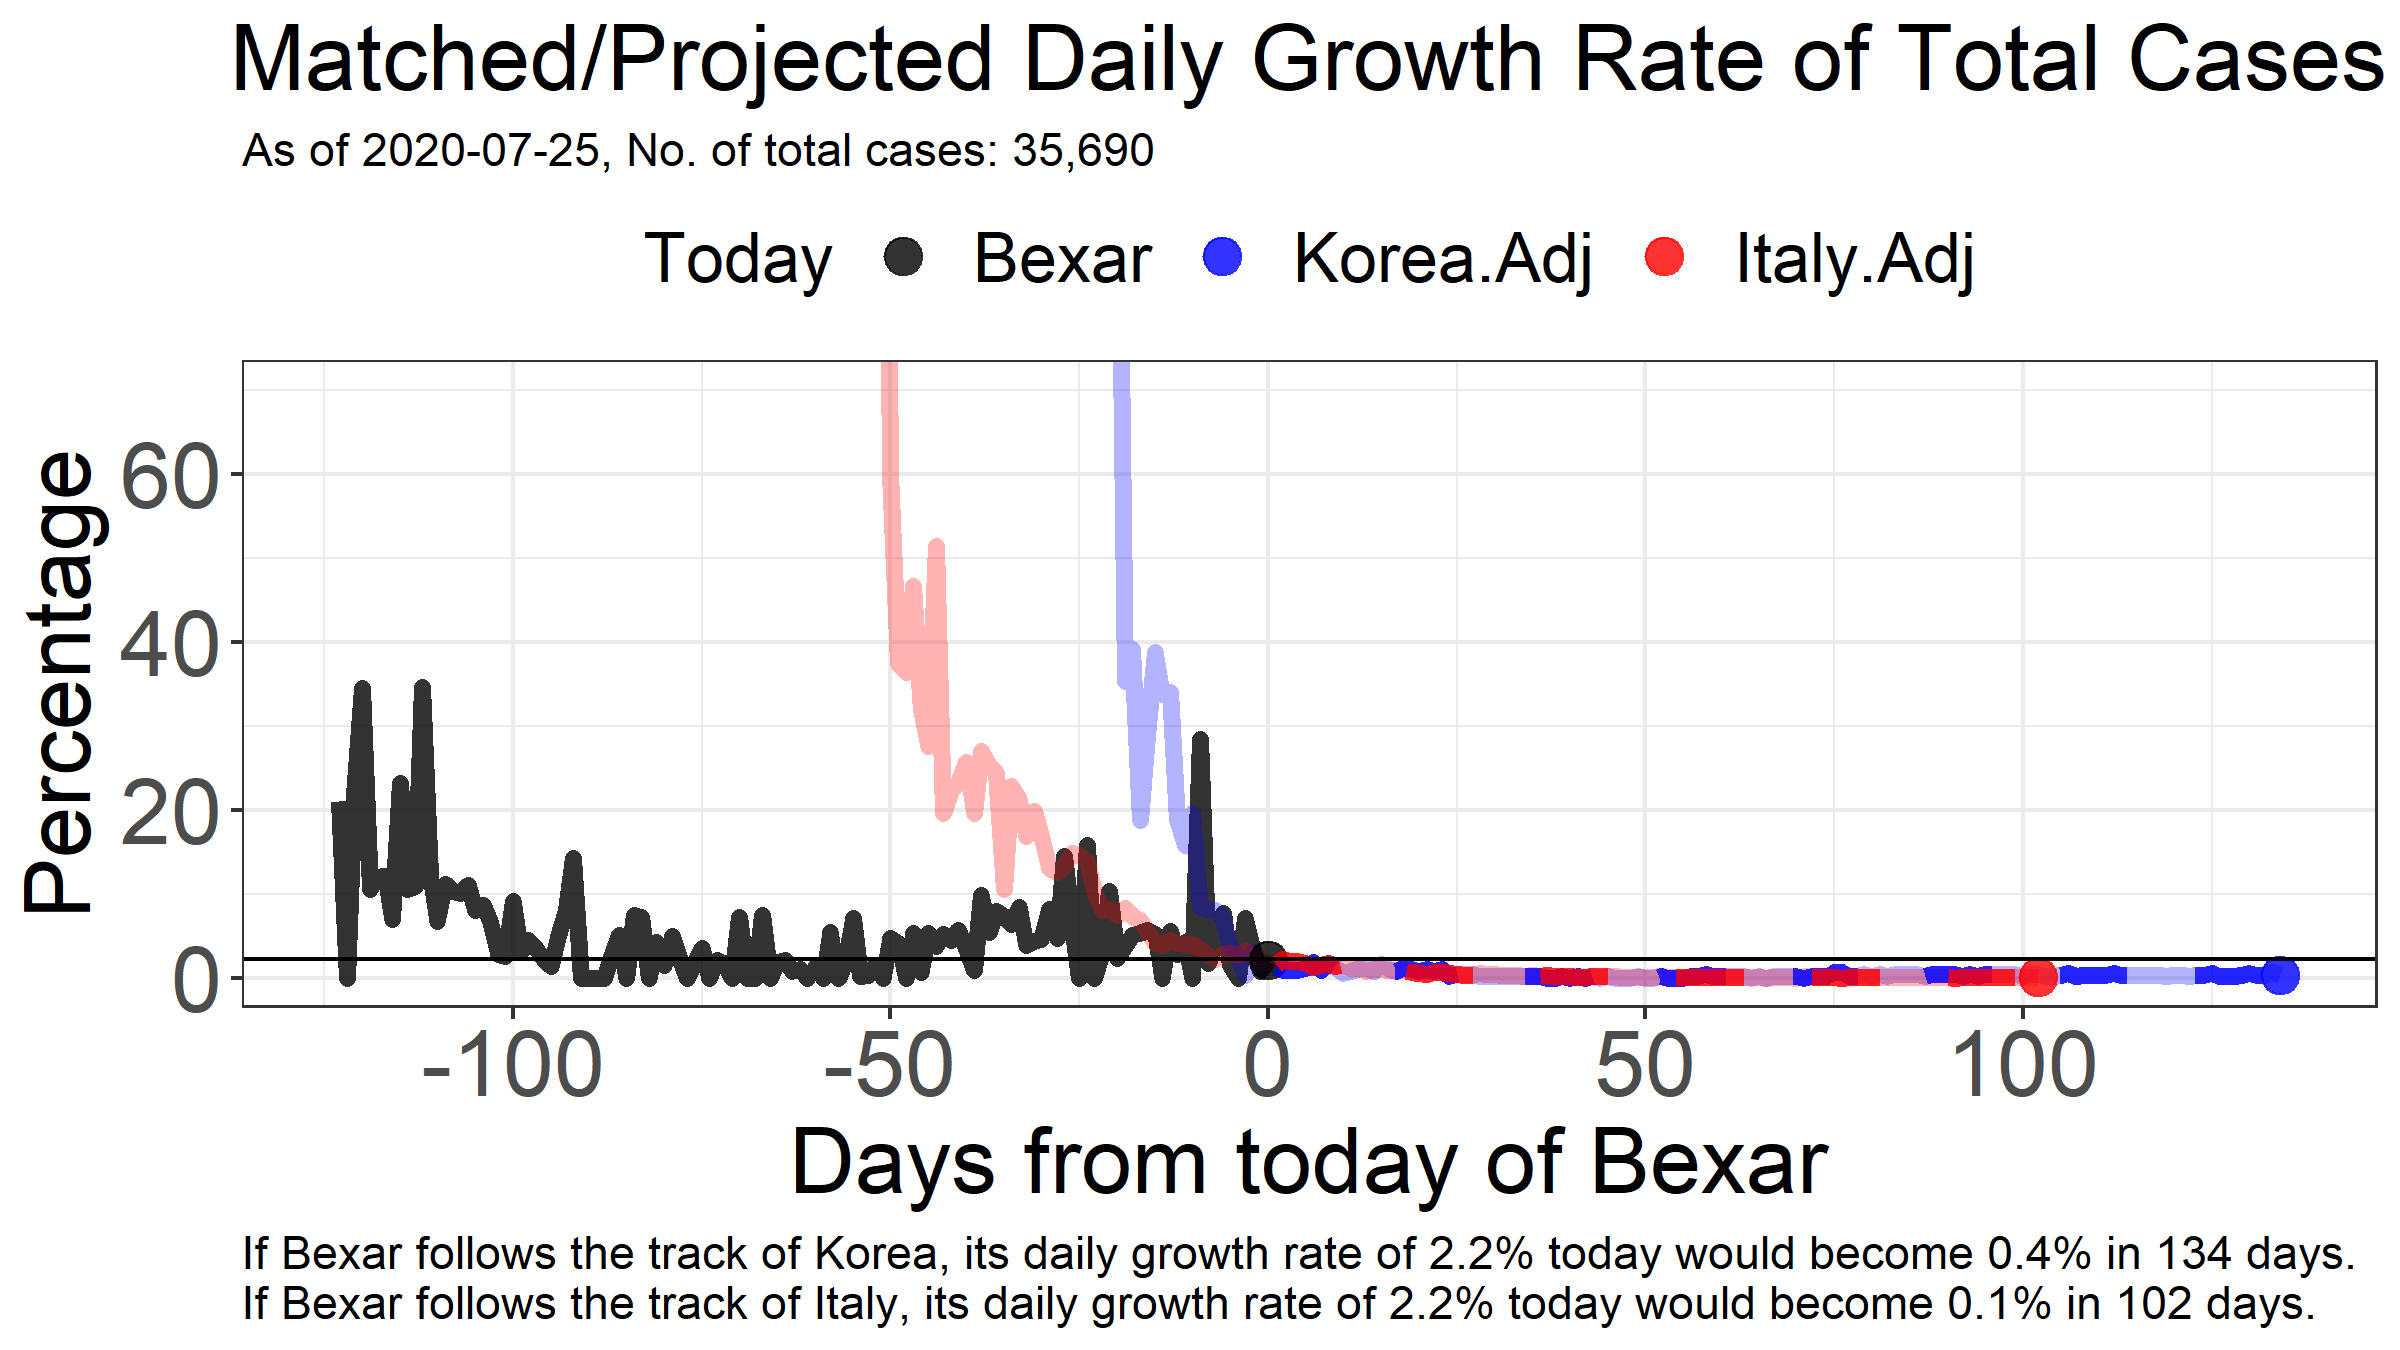 Matched/Projected Daily Growth Rate of Total Cases
As of 2020-07-25, No. of total cases: 35,690
Today Bexar Korea.Adj Italy.Adj
Percentage
60
40
20
0
-100 -50 0 50 100
Days from today of Bexar
If Bexar follows the track of Korea, its daily growth rate of 2.2% today would become 0.4% in 134 days.
If Bexar follows the track of Italy, its daily growth rate of 2.2% today would become 0.1% in 102 days.